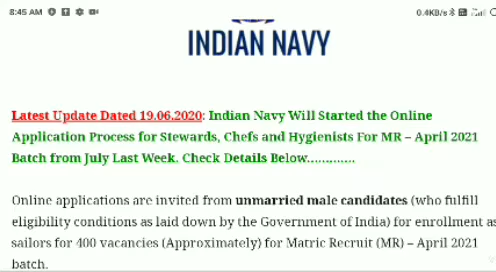 8:45 AM
0.4KB/s
INDIAN NAVY
Latest Update Dated 19.06.2020: Indian Navy Will Started the Online
Application Process for Stewards, Chefs and Hygienists For MR – April 2021
Batch from July Last Week. Check Details Below.............
Online applications are invited from unmarried male candidates (who fulfill
eligibility conditions as laid down by the Government of India) for enrollment as
sailors for 400 vacancies (Approximately) for Matric Recruit (MR) – April 2021
batch.